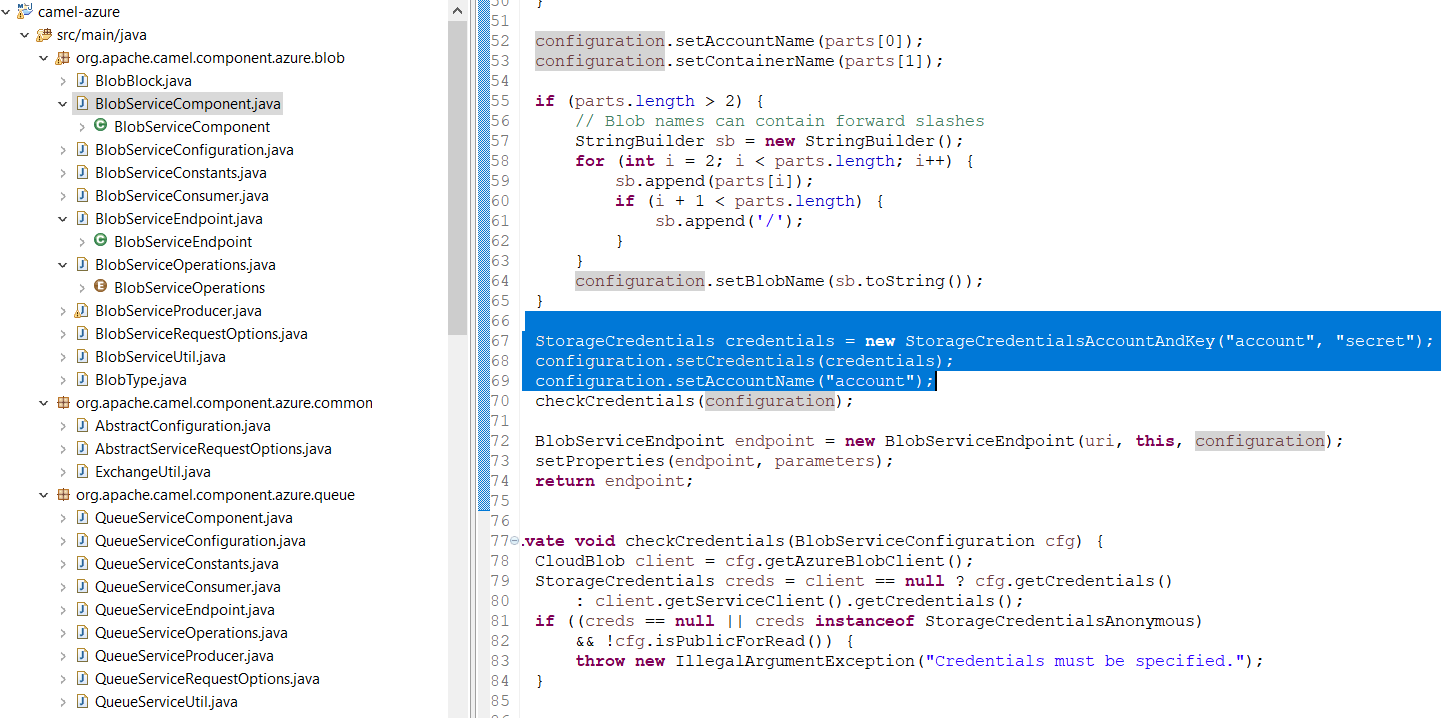 camel-azure
src/main/java
org.apache.camel.component.azure.blob
BlobBlock.java
BlobServiceComponent.java
BlobServiceComponent
BlobServiceConfiguration.java
BlobServiceConstants.java
BlobServiceConsumer.java
BlobServiceEndpoint.java
BlobServiceEndpoint
BlobServiceOperations.java
BlobServiceOperations
BlobServiceProducer.java
BlobServiceRequestOptions.java
BlobServiceUtil.java
BlobType.java
org.apache.camel.component.azure.common
AbstractConfiguration.java
AbstractServiceRequestOptions.java
ExchangeUtil.java
org.apache.camel.component.azure.queue
QueueServiceComponent.java
QueueServiceConfiguration.java
QueueServiceConstants.java
QueueServiceConsumer.java
QueueServiceEndpoint.java
QueueServiceOperations.java
QueueServiceProducer.java
QueueServiceRequestOptions.java
QueueServiceUtil.java
50 }
51
52 configuration.setAccountName(parts[0]);
53 configuration.setContainerName(parts[1]);
54
55 if (parts.length > 2) {
56 // Blob names can contain forward slashes
57 StringBuilder sb = new StringBuilder();
58 for (int i = 2; i < parts.length; i++) {
59 sb.append(parts[i]);
60 if (i + 1 < parts.length) {
61 sb.append('/');
62 }
63 }
64 configuration.setBlobName(sb.toString());
65 }
66
67 StorageCredentials credentials = new StorageCredentialsAccountAndKey("account", "secret");
68 configuration.setCredentials(credentials);
69 configuration.setAccountName("account");
70 checkCredentials(configuration);
71
72 BlobServiceEndpoint endpoint = new BlobServiceEndpoint(uri, this, configuration);
73 setProperties(endpoint, parameters);
74 return endpoint;
75
76
77 vate void checkCredentials(BlobServiceConfiguration cfg) {
78 CloudBlob client = cfg.getAzureBlobClient();
79 StorageCredentials creds = client == null ? cfg.getCredentials()
80 : client.getServiceClient().getCredentials();
81 if ((creds == null || creds instanceof StorageCredentialsAnonymous)
82 && !cfg.isPublicForRead()) {
83 throw new IllegalArgumentException("Credentials must be specified.");
84 }
85